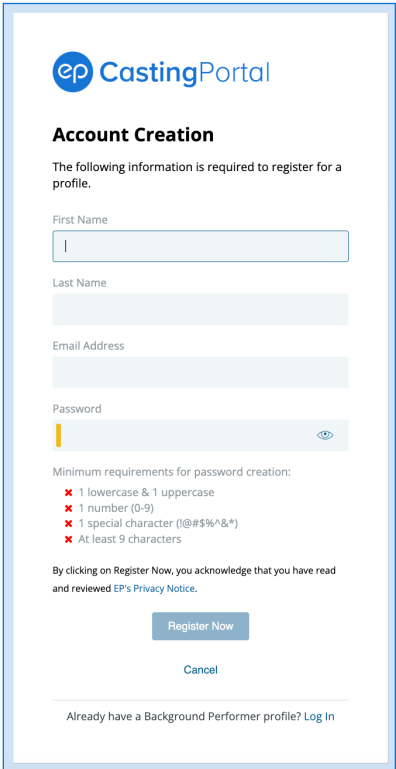 ep CastingPortal
Account Creation
The following information is required to register for a
profile.
First Name
Last Name
Email Address
Password
Minimum requirements for password creation:
✖ 1 lowercase & 1 uppercase
✖ 1 number (0-9)
✖ 1 special character (!@#$%^&*)
✖ At least 9 characters
By clicking on Register Now, you acknowledge that you have read
and reviewed EP's Privacy Notice.
Register Now
Cancel
Already have a Background Performer profile? Log In